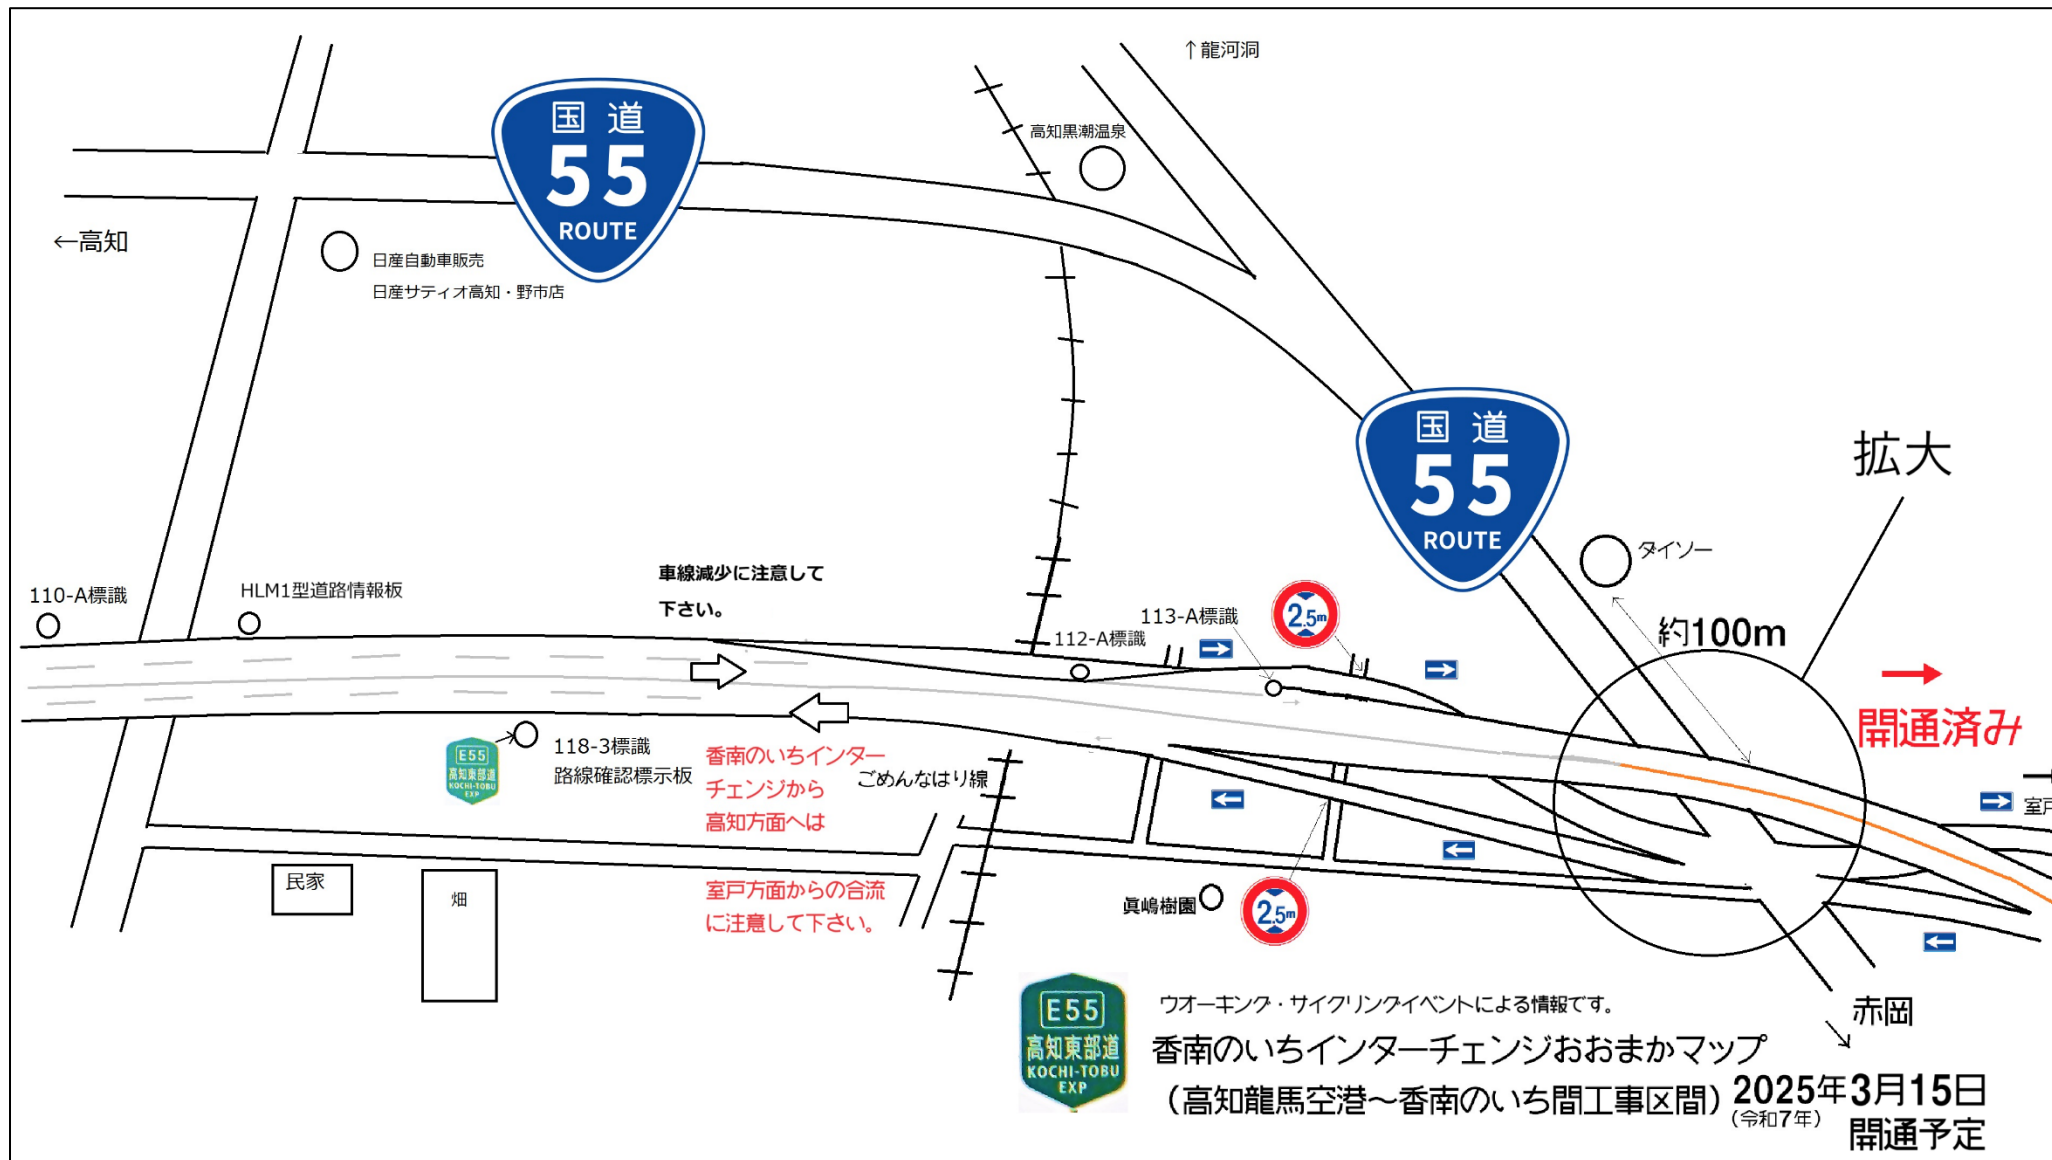 ↑龍河洞
国道
55
ROUTE
高知黒潮温泉
←高知
日産自動車販売
日産サティオ高知・野市店
国道
55
ROUTE
拡大
ダイソー
110-A標識
HLM1型道路情報板
車線減少に注意して
下さい。
112-A標識
113-A標識
2.5m
約100m
開通済み
E55
高知東部道
KOCHI-TOBU
EXP
118-3標識
路線確認標示板
香南のいちインター
チェンジから
高知方面へは
室戸方面からの合流
に注意して下さい。
ごめんなはり線
室戸
民家
畑
眞嶋樹園
2.5m
赤岡
E55
高知東部道
KOCHI-TOBU
EXP
ウオーキング・サイクリングイベントによる情報です。
香南のいちインターチェンジおおまかマップ
（高知龍馬空港～香南のいち間工事区間）
2025年3月15日
（令和7年）
開通予定